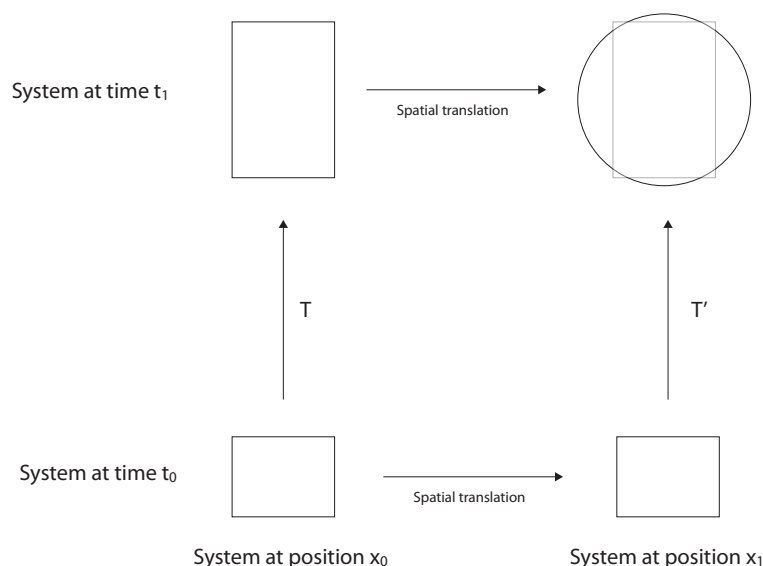 System at time t₁
Spatial translation
T
T’
System at time t₀
Spatial translation
System at position x₀
System at position x₁